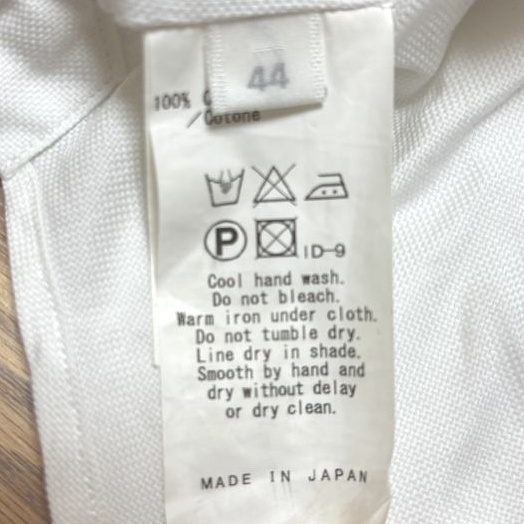 44
100%
/Cotone
P
ID-9
Cool hand wash.
Do not bleach.
Warm iron under cloth.
Do not tumble dry.
Line dry in shade.
Smooth by hand and
dry without delay
or dry clean.
MADE IN JAPAN